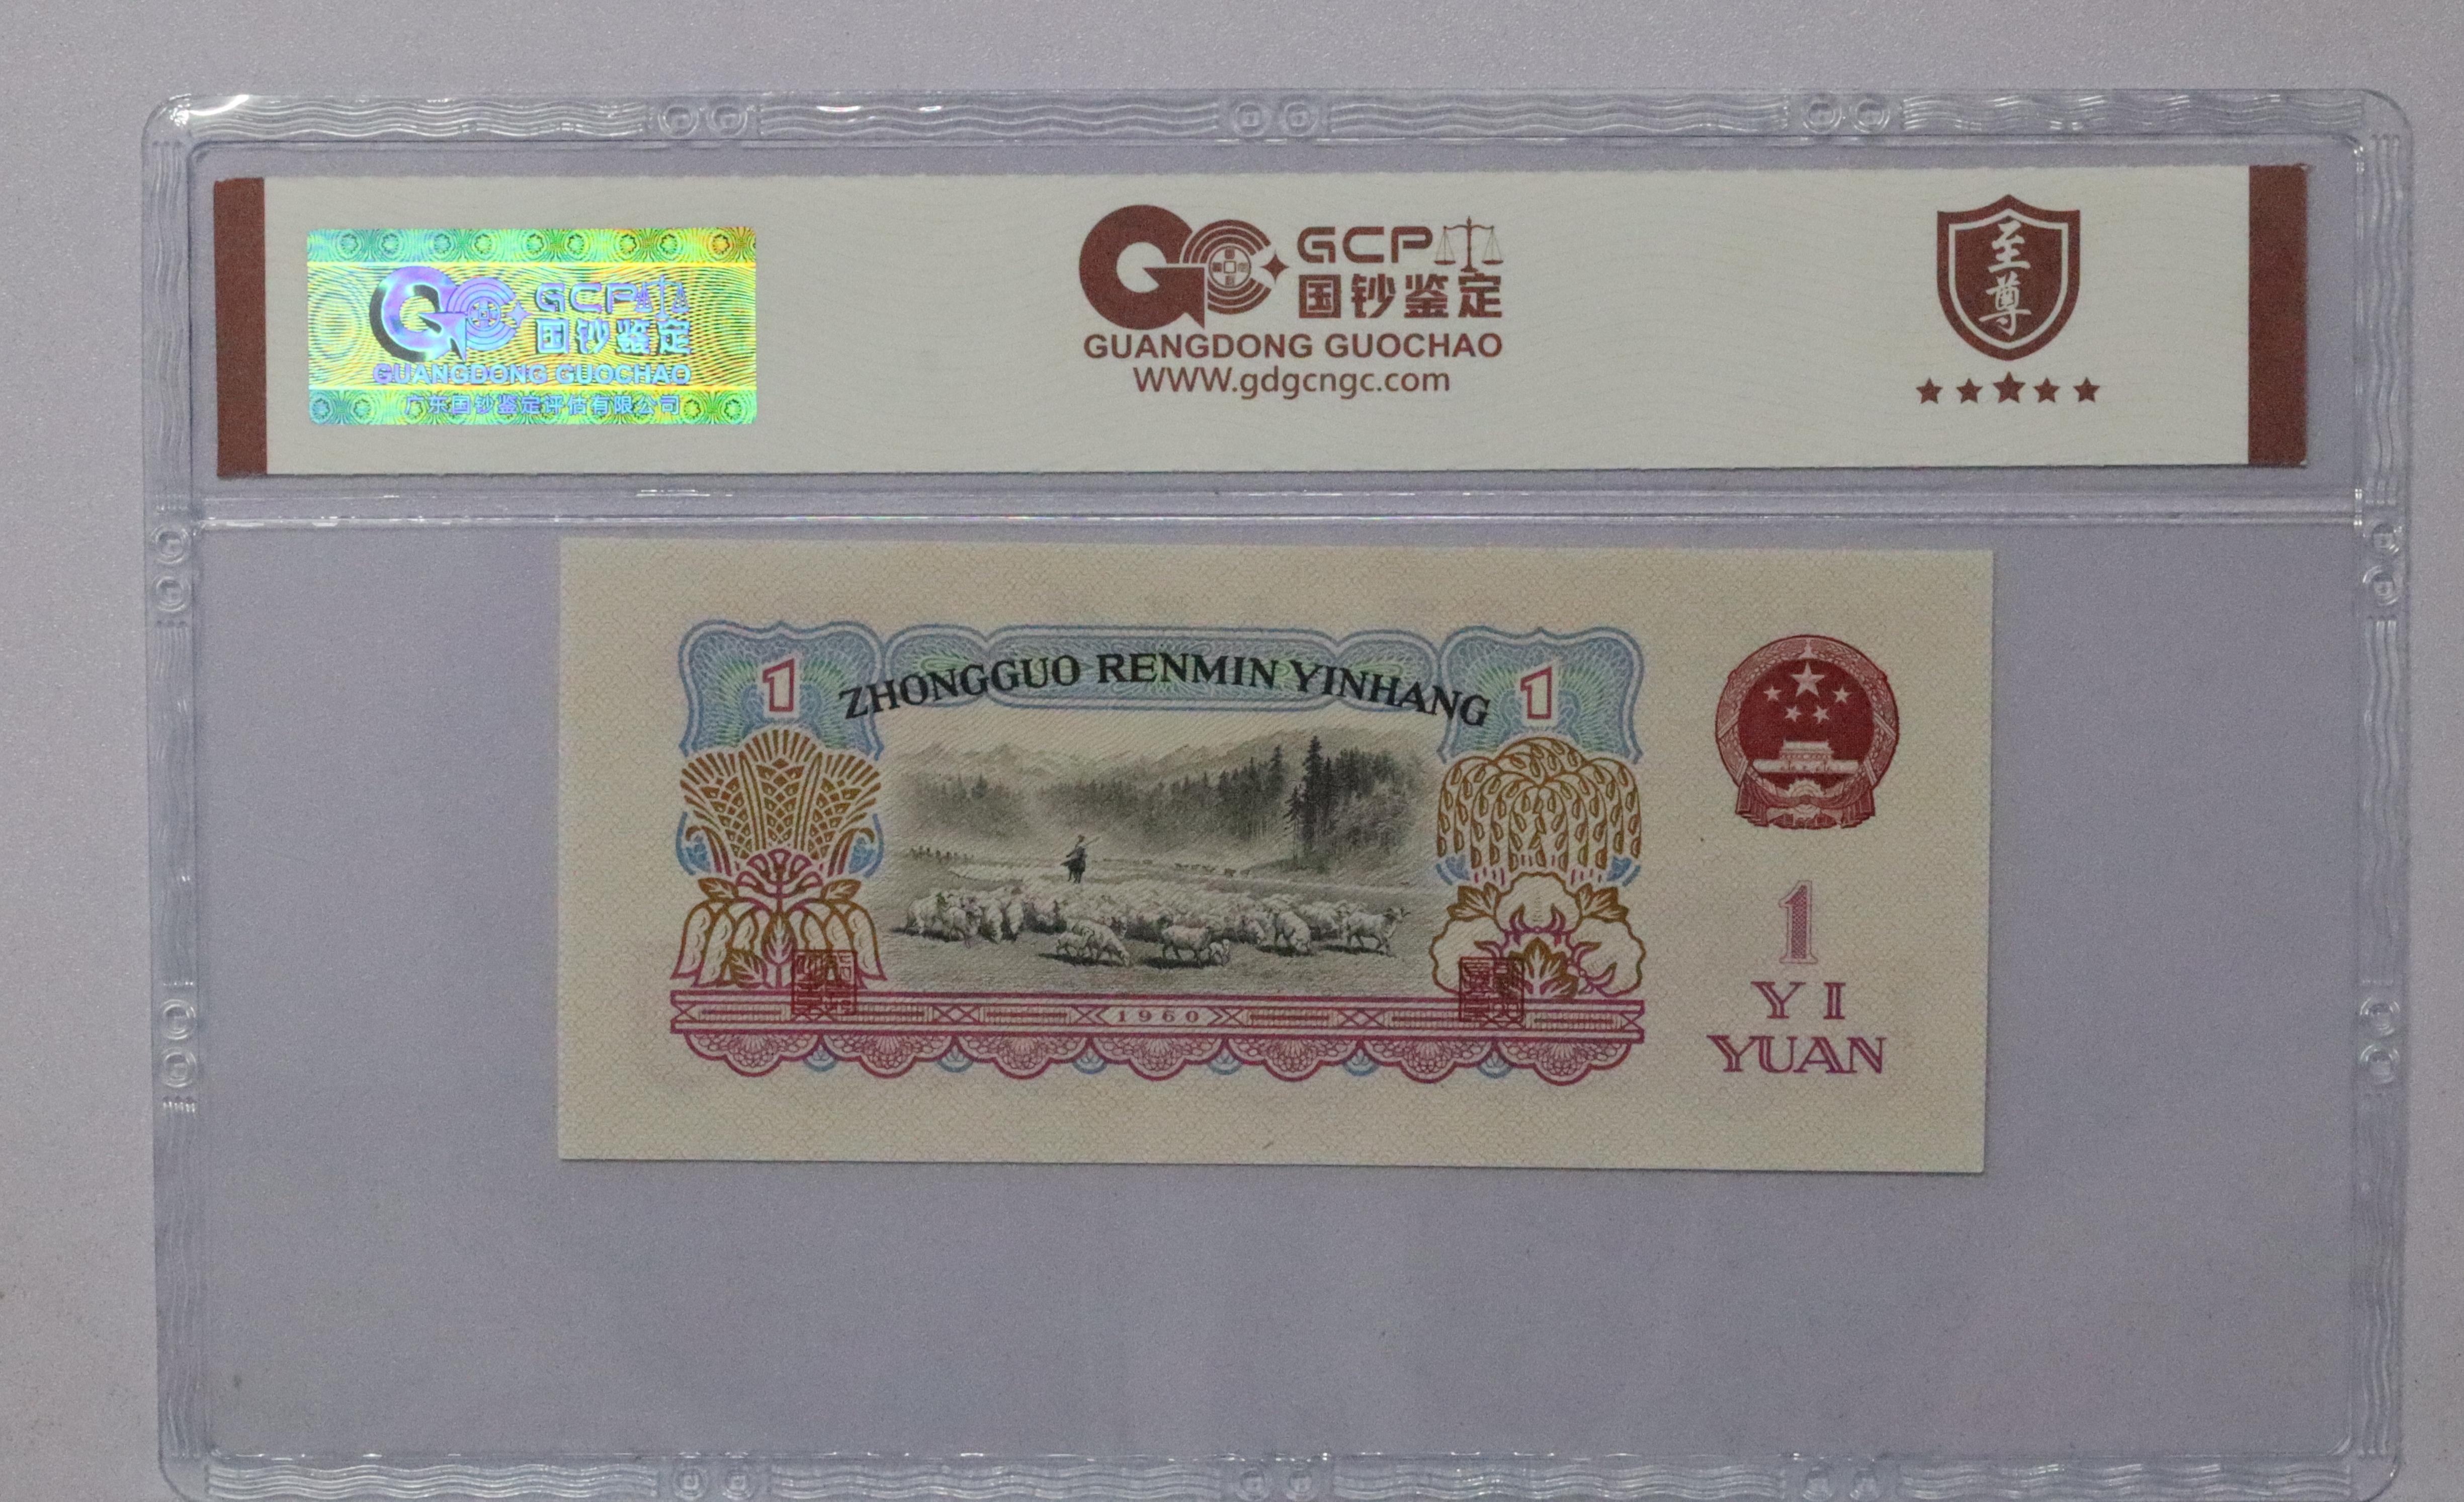 GCP
国钞鉴定
GUANGDONG GUOCHAO
广东国钞鉴定评估有限公司
GCP
国钞鉴定
GUANGDONG GUOCHAO
WWW.gdgcngc.com
至尊
1 ZHONGGUO RENMIN YINHANG 1
1960
1
YI
YUAN